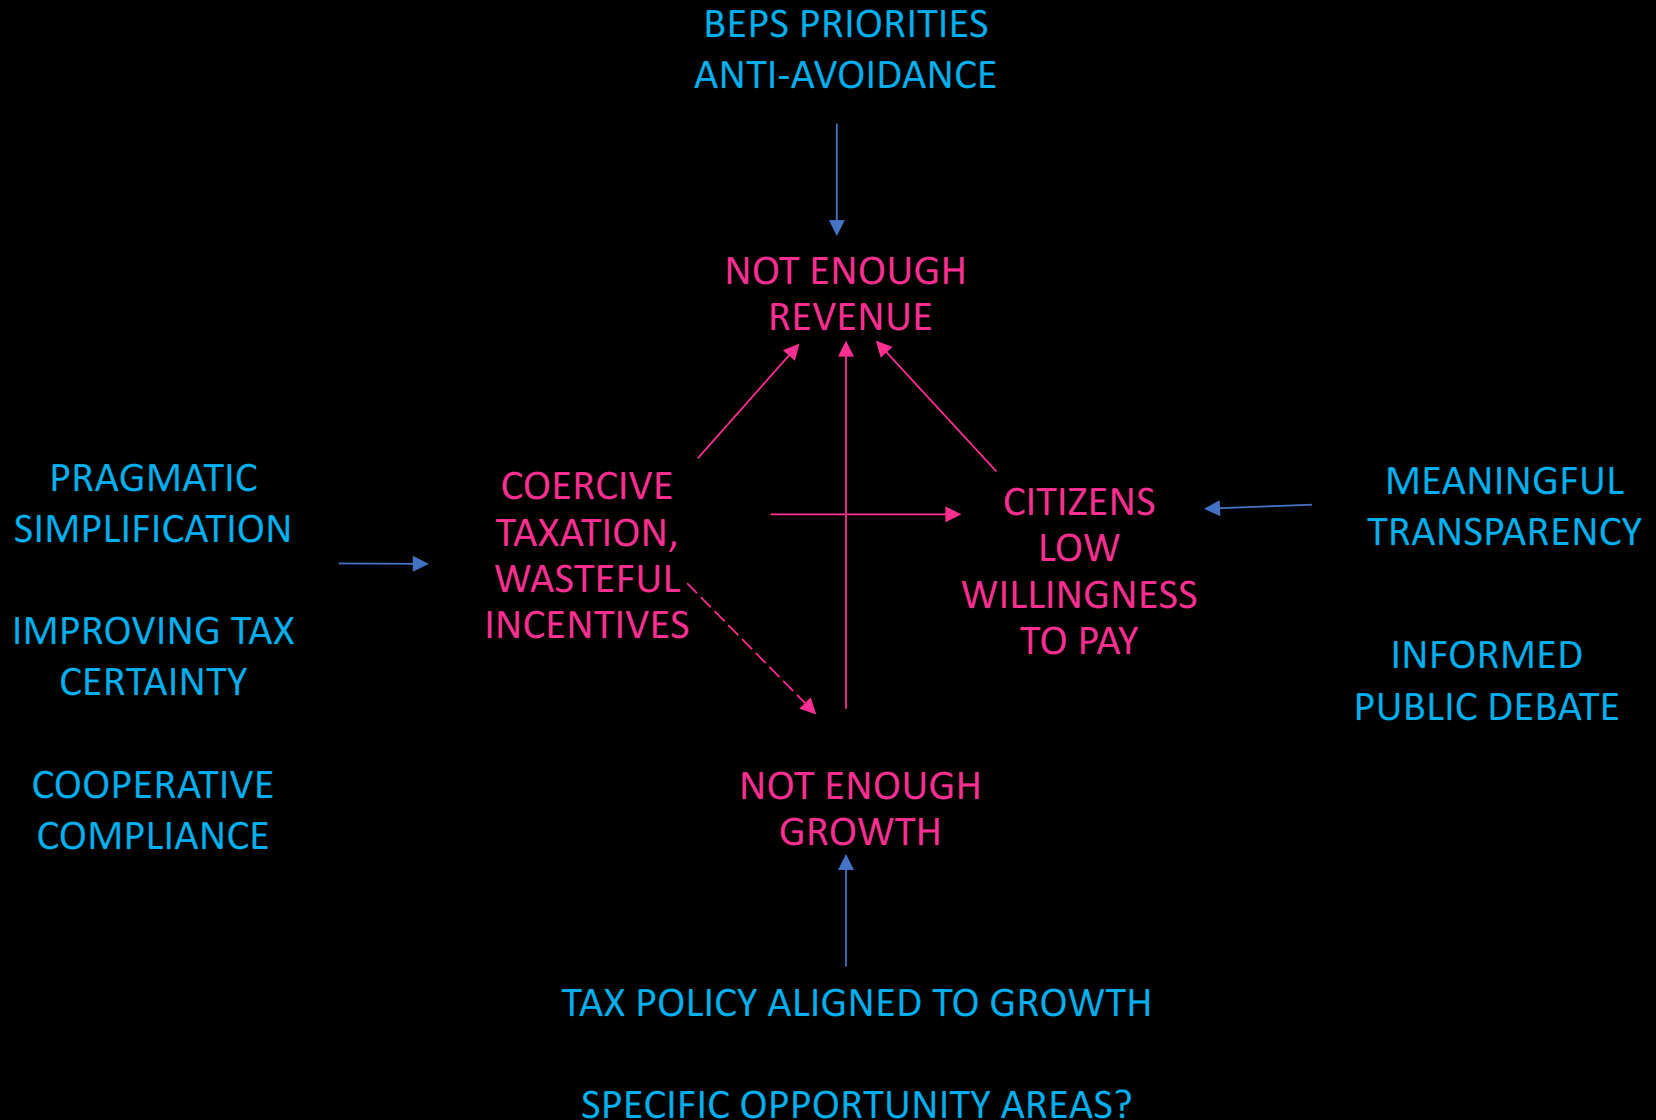 BEPS PRIORITIES
ANTI-AVOIDANCE
NOT ENOUGH
REVENUE
PRAGMATIC
SIMPLIFICATION
IMPROVING TAX
CERTAINTY
COOPERATIVE
COMPLIANCE
COERCIVE
TAXATION,
WASTEFUL
INCENTIVES
CITIZENS
LOW
WILLINGNESS
TO PAY
MEANINGFUL
TRANSPARENCY
INFORMED
PUBLIC DEBATE
NOT ENOUGH
GROWTH
TAX POLICY ALIGNED TO GROWTH
SPECIFIC OPPORTUNITY AREAS?